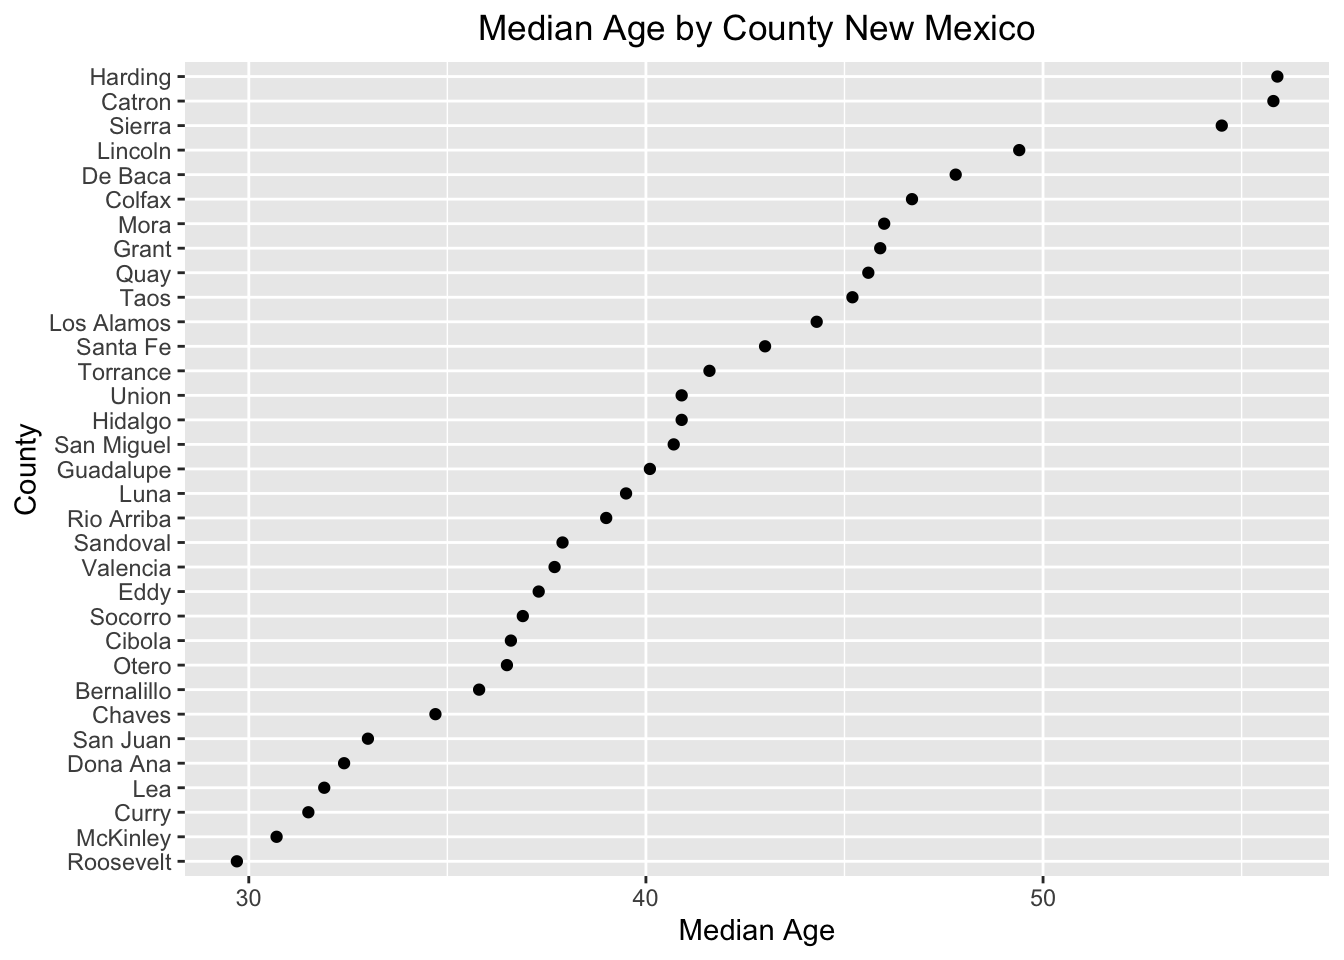 Median Age by County New Mexico
Harding
Catron
Sierra
Lincoln
De Baca
Colfax
Mora
Grant
Quay
Taos
Los Alamos
Santa Fe
Torrance
Union
Hidalgo
San Miguel
Guadalupe
Luna
Rio Arriba
Sandoval
Valencia
Eddy
Socorro
Cibola
Otero
Bernalillo
Chaves
San Juan
Dona Ana
Lea
Curry
McKinley
Roosevelt
County
30 40 50
Median Age